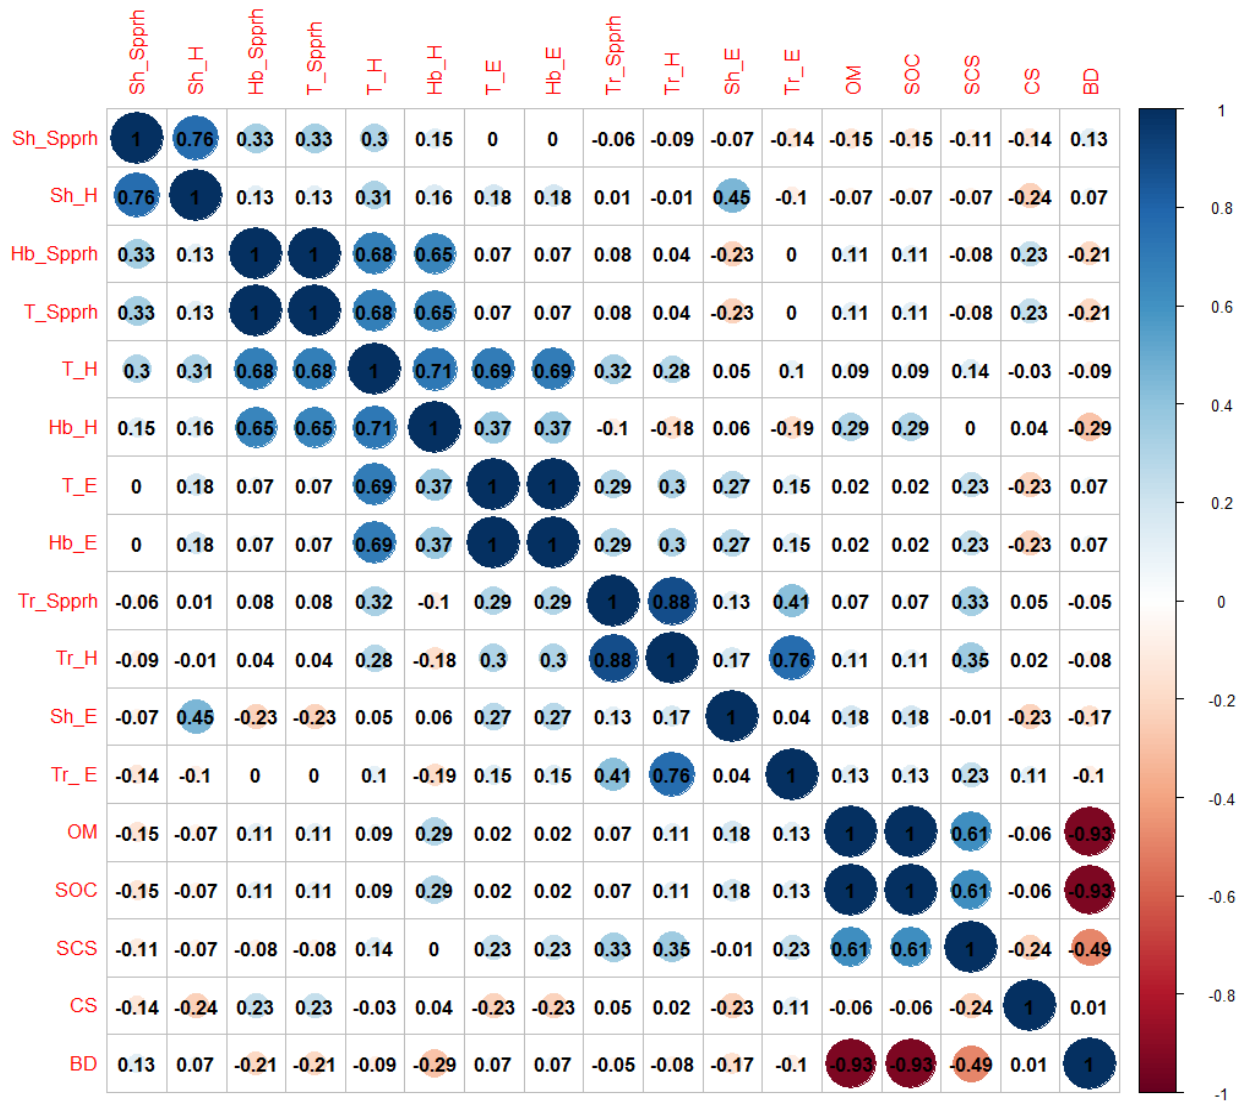 Sh_Spprh Sh_H Hb_Spprh T_Spprh T_H Hb_H T_E Hb_E Tr_Spprh Tr_H Sh_E Tr_ E OM SOC SCS CS BD
Sh_Spprh 1 0.76 0.33 0.33 0.3 0.15 0 0 -0.06 -0.09 -0.07 -0.14 -0.15 -0.15 -0.11 -0.14 0.13
Sh_H 0.76 1 0.13 0.13 0.31 0.16 0.18 0.18 0.01 -0.01 0.45 -0.1 -0.07 -0.07 -0.07 -0.24 0.07
Hb_Spprh 0.33 0.13 1 1 0.68 0.65 0.07 0.07 0.08 0.04 -0.23 0 0.11 0.11 -0.08 0.23 -0.21
T_Spprh 0.33 0.13 1 1 0.68 0.65 0.07 0.07 0.08 0.04 -0.23 0 0.11 0.11 -0.08 0.23 -0.21
T_H 0.3 0.31 0.68 0.68 1 0.71 0.69 0.69 0.32 0.28 0.05 0.1 0.09 0.09 0.14 -0.03 -0.09
Hb_H 0.15 0.16 0.65 0.65 0.71 1 0.37 0.37 -0.1 -0.18 0.06 -0.19 0.29 0.29 0 0.04 -0.29
T_E 0 0.18 0.07 0.07 0.69 0.37 1 1 0.29 0.3 0.27 0.15 0.02 0.02 0.23 -0.23 0.07
Hb_E 0 0.18 0.07 0.07 0.69 0.37 1 1 0.29 0.3 0.27 0.15 0.02 0.02 0.23 -0.23 0.07
Tr_Spprh -0.06 0.01 0.08 0.08 0.32 -0.1 0.29 0.29 1 0.88 0.13 0.41 0.07 0.07 0.33 0.05 -0.05
Tr_H -0.09 -0.01 0.04 0.04 0.28 -0.18 0.3 0.3 0.88 1 0.17 0.76 0.11 0.11 0.35 0.02 -0.08
Sh_E -0.07 0.45 -0.23 -0.23 0.05 0.06 0.27 0.27 0.13 0.17 1 0.04 0.18 0.18 -0.01 -0.23 -0.17
Tr_ E -0.14 -0.1 0 0 0.1 -0.19 0.15 0.15 0.41 0.76 0.04 1 0.13 0.13 0.23 0.11 -0.1
OM -0.15 -0.07 0.11 0.11 0.09 0.29 0.02 0.02 0.07 0.11 0.18 0.13 1 1 0.61 -0.06 -0.93
SOC -0.15 -0.07 0.11 0.11 0.09 0.29 0.02 0.02 0.07 0.11 0.18 0.13 1 1 0.61 -0.06 -0.93
SCS -0.11 -0.07 -0.08 -0.08 0.14 0 0.23 0.23 0.33 0.35 -0.01 0.23 0.61 0.61 1 -0.24 -0.49
CS -0.14 -0.24 0.23 0.23 -0.03 0.04 -0.23 -0.23 0.05 0.02 -0.23 0.11 -0.06 -0.06 -0.24 1 0.01
BD 0.13 0.07 -0.21 -0.21 -0.09 -0.29 0.07 0.07 -0.05 -0.08 -0.17 -0.1 -0.93 -0.93 -0.49 0.01 1
1
0.8
0.6
0.4
0.2
0
-0.2
-0.4
-0.6
-0.8
-1